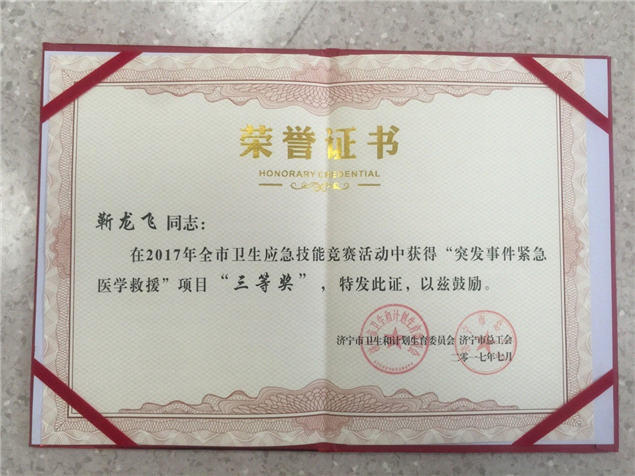 荣誉证书
HONORARY CREDENTIAL
靳龙飞 同志：
在2017年全市卫生应急技能竞赛活动中获得“突发事件紧急
医学救援”项目“三等奖”，特发此证，以兹鼓励。
济宁市卫生和计划生育委员会 济宁市总工会
二〇一七年七月